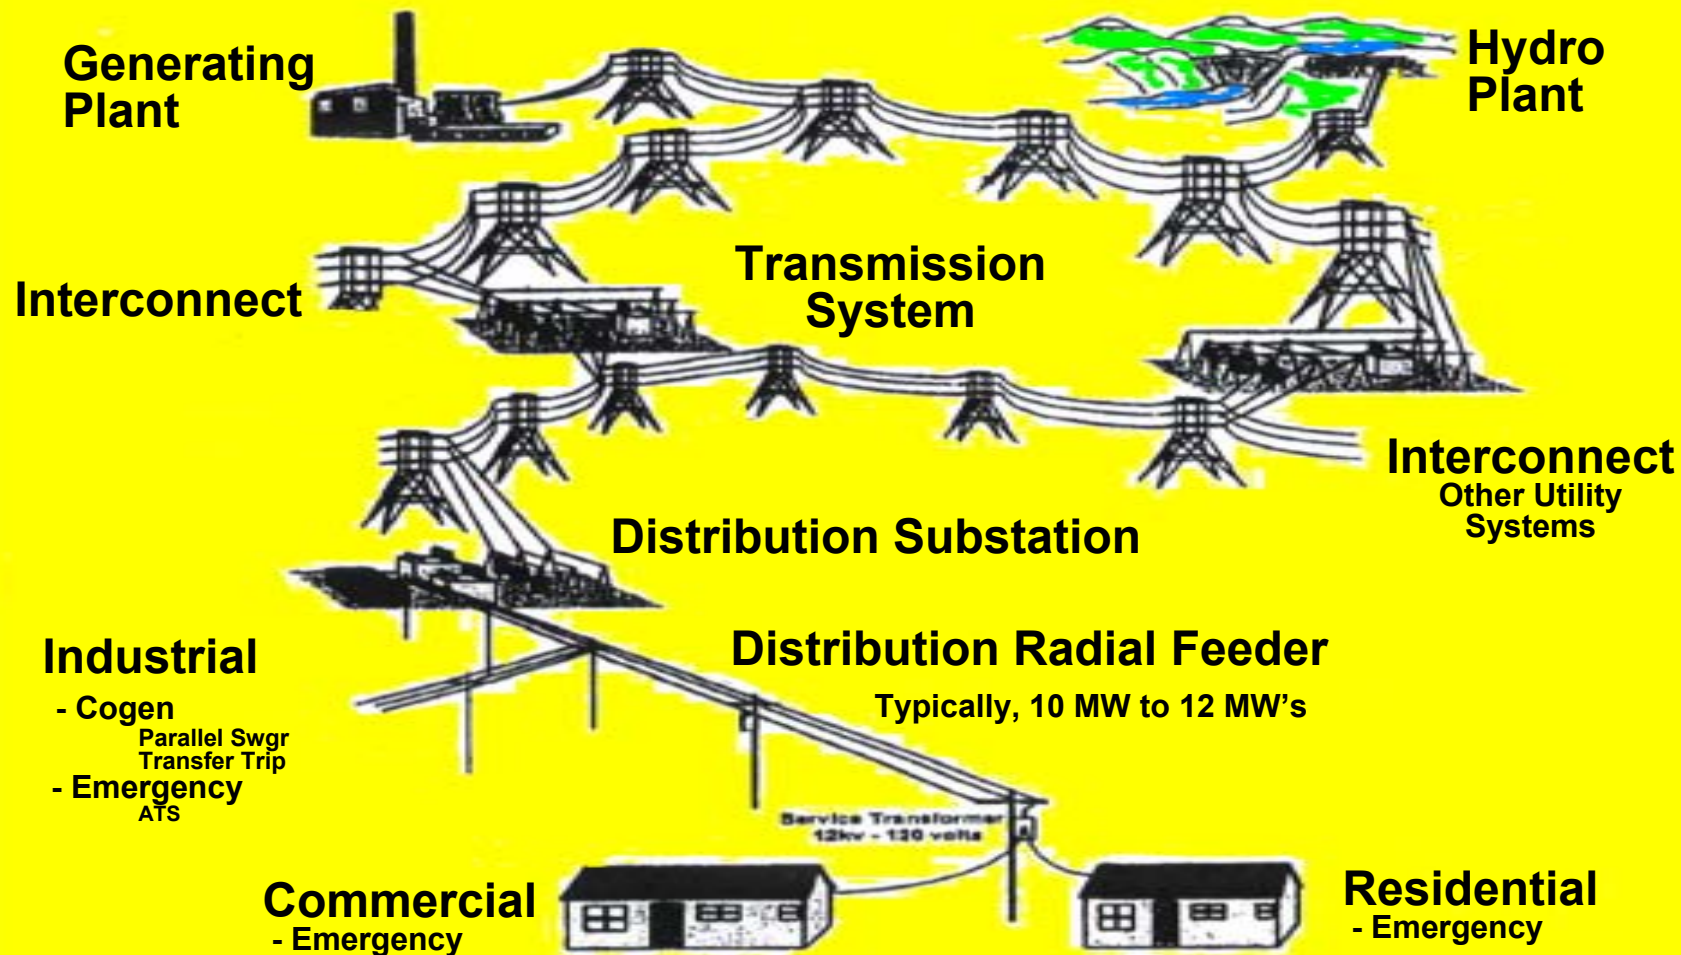 Generating
Plant
Hydro
Plant
Transmission
System
Interconnect
Interconnect
Other Utility
Systems
Distribution Substation
Distribution Radial Feeder
Typically, 10 MW to 12 MW’s
Industrial
- Cogen
Parallel Swgr
Transfer Trip
- Emergency
ATS
Service Transformer
12kv - 120 volts
Commercial
- Emergency
Residential
- Emergency